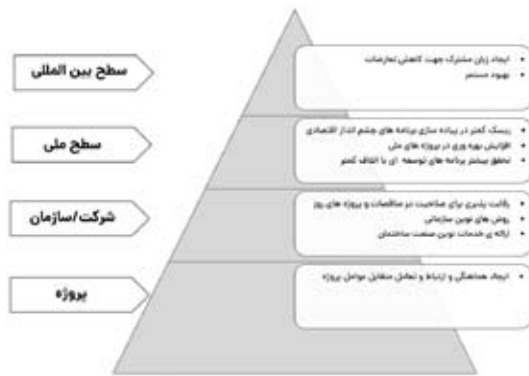 سطح بین المللی
ایجاد زبان مشترک جهت کاهش تعارضات
بهبود مستمر
سطح ملی
ریسک کمتر در پیاده سازی برنامه های چشم انداز اقتصادی
افزایش بهره وری در پروژه های ملی
تحقق بیشتر برنامه های توسعه ای با اتلاف کمتر
شرکت/سازمان
رقابت پذیری برای صلاحیت در مناقصات و پروژه های روز
روش های نوین سازمانی
ارائه ی خدمات نوین صنعت ساختمان
پروژه
ایجاد هماهنگی و ارتباط و تعامل متقابل عوامل پروژه